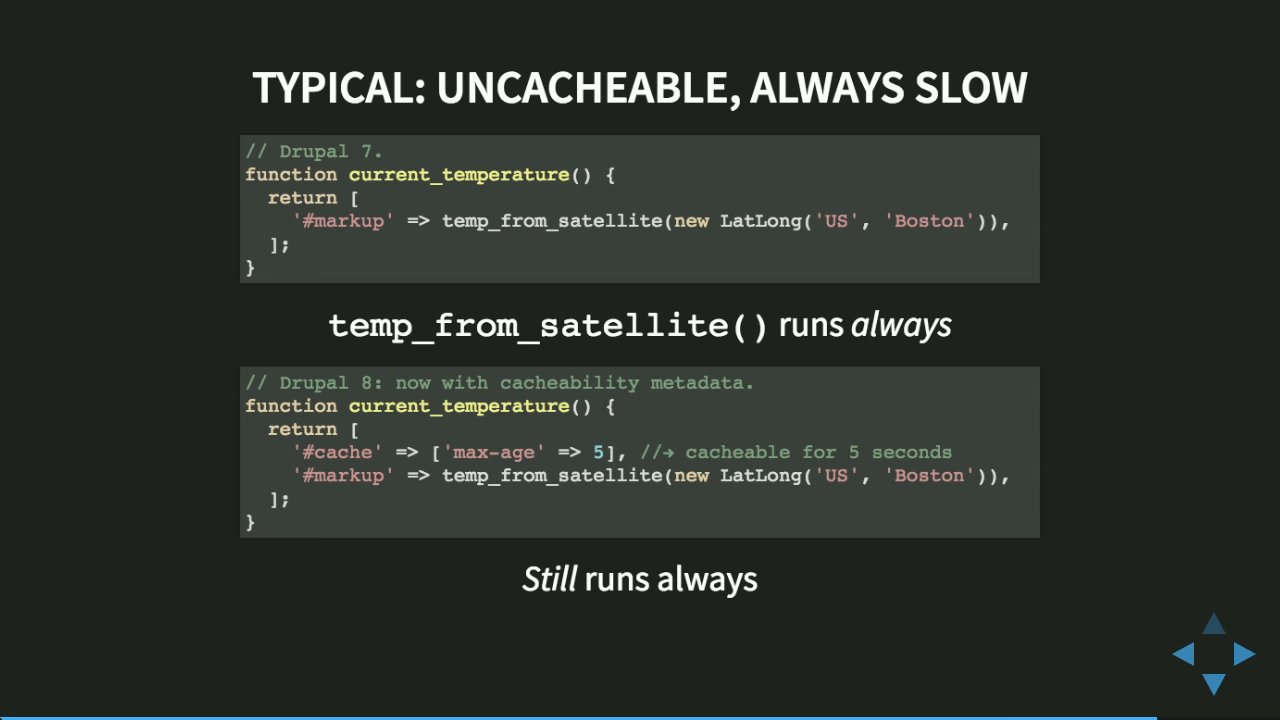 TYPICAL: UNCACHEABLE, ALWAYS SLOW
// Drupal 7.
function current_temperature() {
  return [
    '#markup' => temp_from_satellite(new LatLong('US', 'Boston')),
  ];
}
temp_from_satellite() runs always
// Drupal 8: now with cacheability metadata.
function current_temperature() {
  return [
    '#cache' => ['max-age' => 5], //→ cacheable for 5 seconds
    '#markup' => temp_from_satellite(new LatLong('US', 'Boston')),
  ];
}
Still runs always